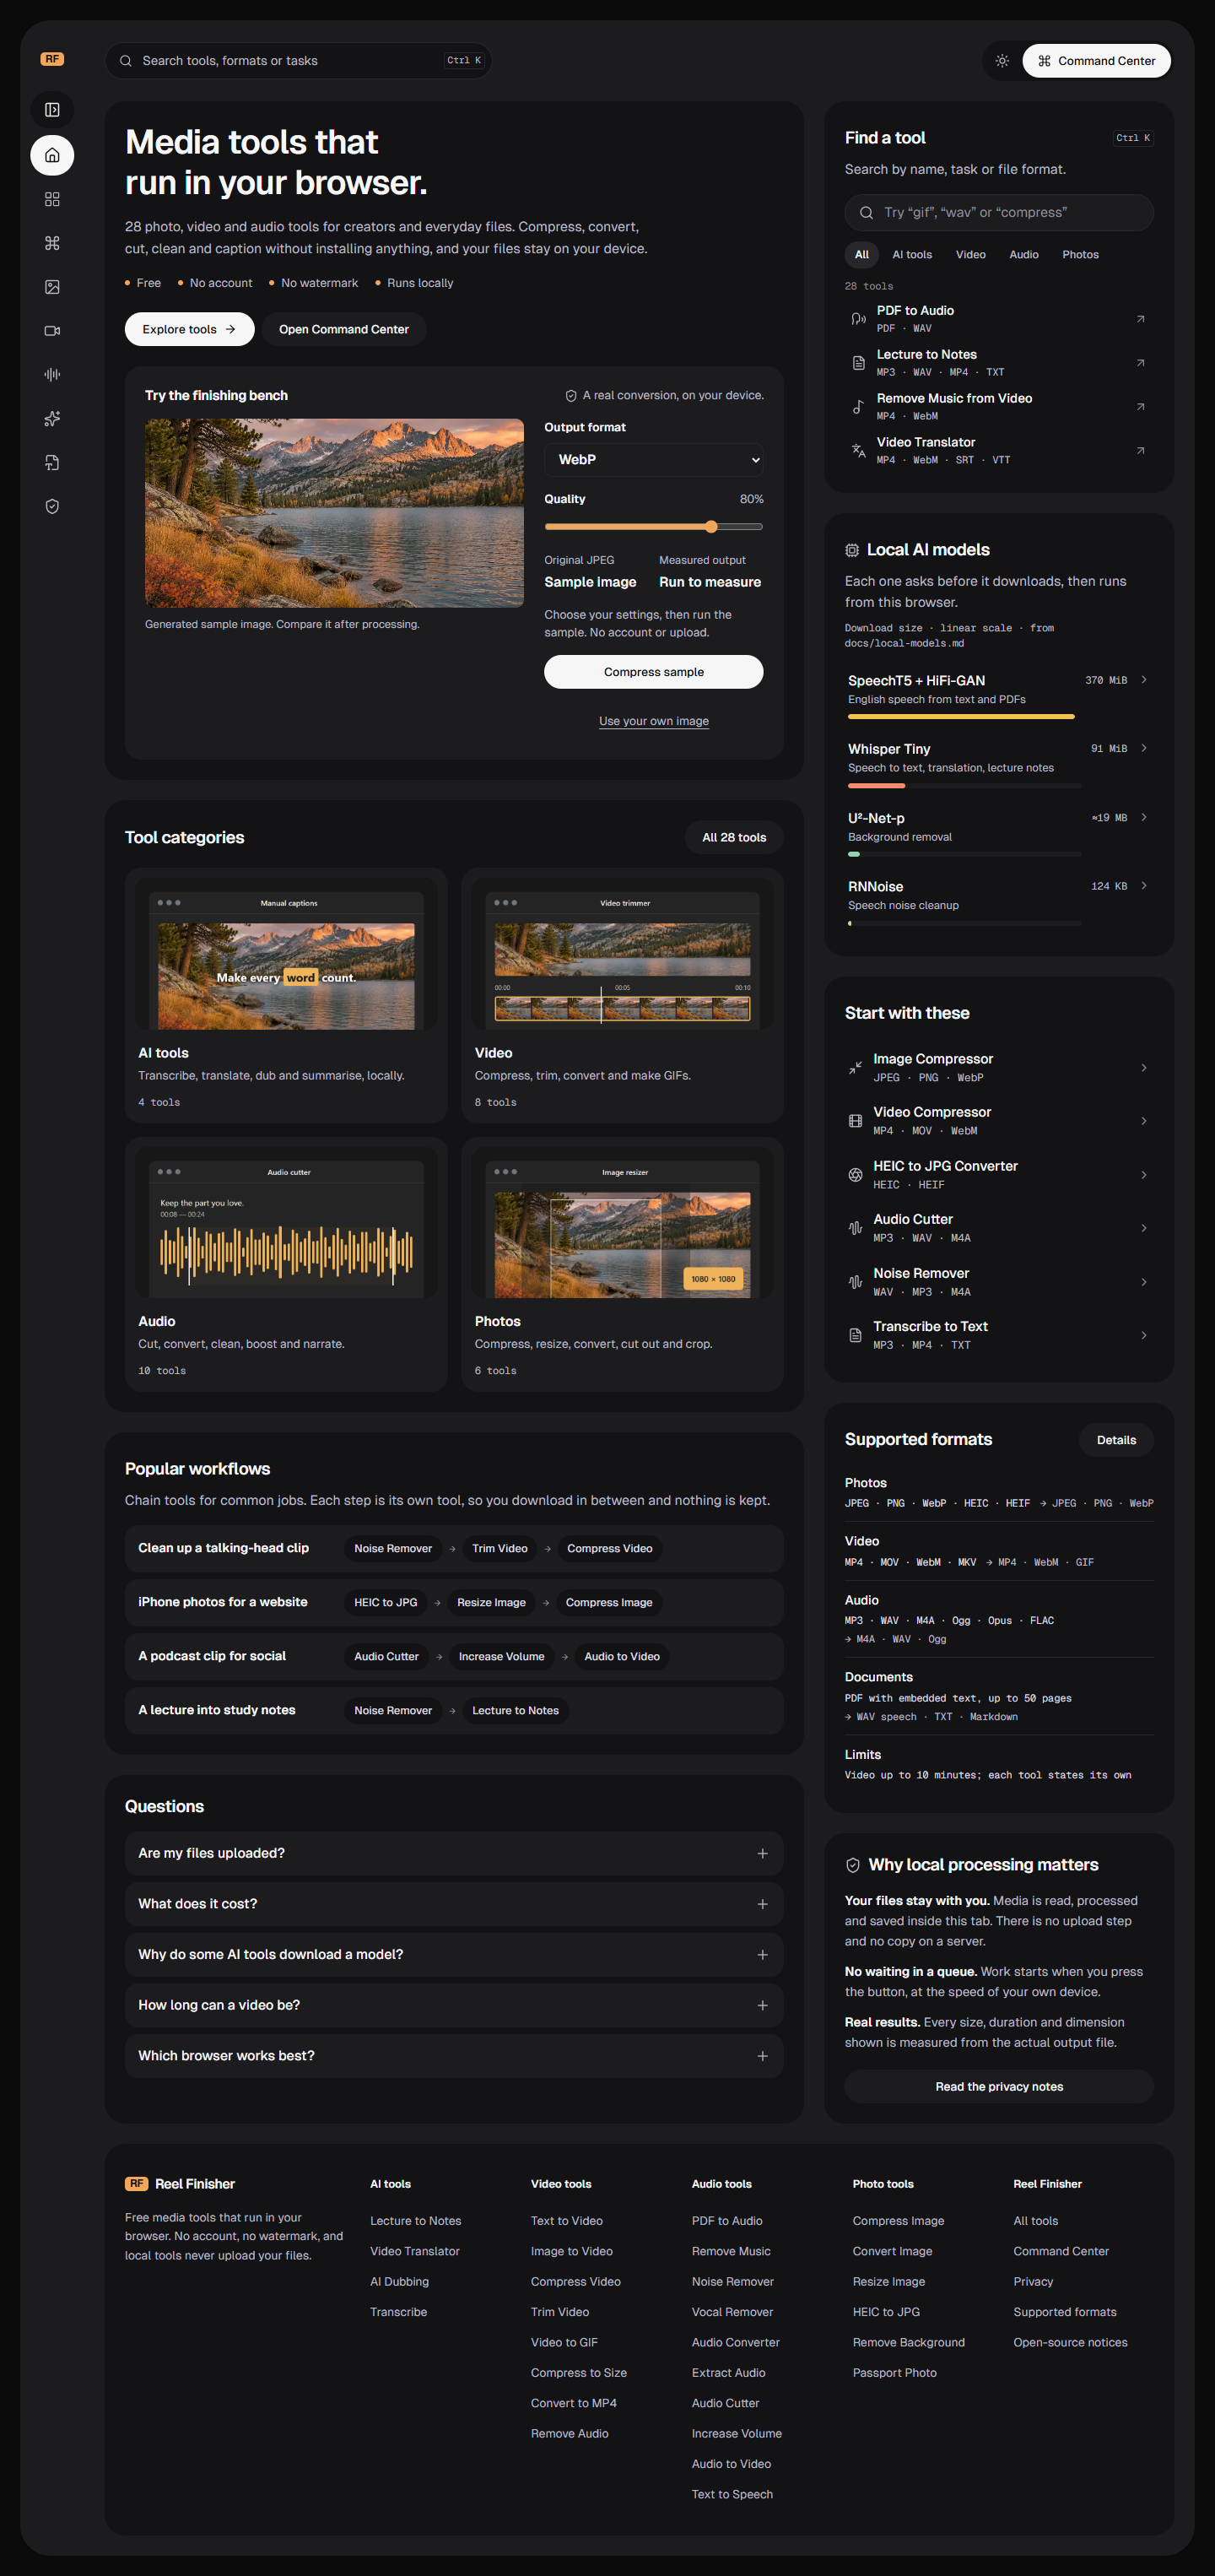 RF
Search tools, formats or tasks
Ctrl K
Command Center
Media tools that
run in your browser.
28 photo, video and audio tools for creators and everyday files. Compress, convert,
cut, clean and caption without installing anything, and your files stay on your device.
Free
No account
No watermark
Runs locally
Explore tools →
Open Command Center
Try the finishing bench
A real conversion, on your device.
Generated sample image. Compare it after processing.
Output format
WebP
Quality
80%
Original JPEG
Sample image
Measured output
Run to measure
Choose your settings, then run the
sample. No account or upload.
Compress sample
Use your own image
Tool categories
All 28 tools
Manual captions
Make every word count.
AI tools
Transcribe, translate, dub and summarise, locally.
4 tools
Video trimmer
00:00
00:05
00:10
Video
Compress, trim, convert and make GIFs.
8 tools
Audio cutter
Keep the part you love.
00:08 — 00:24
Audio
Cut, convert, clean, boost and narrate.
10 tools
Image resizer
1080 × 1080
Photos
Compress, resize, convert, cut out and crop.
6 tools
Popular workflows
Chain tools for common jobs. Each step is its own tool, so you download in between and nothing is kept.
Clean up a talking-head clip
Noise Remover → Trim Video → Compress Video
iPhone photos for a website
HEIC to JPG → Resize Image → Compress Image
A podcast clip for social
Audio Cutter → Increase Volume → Audio to Video
A lecture into study notes
Noise Remover → Lecture to Notes
Questions
Are my files uploaded?
What does it cost?
Why do some AI tools download a model?
How long can a video be?
Which browser works best?
Find a tool
Ctrl K
Search by name, task or file format.
Try “gif”, “wav” or “compress”
All
AI tools
Video
Audio
Photos
28 tools
PDF to Audio
PDF · WAV
Lecture to Notes
MP3 · WAV · MP4 · TXT
Remove Music from Video
MP4 · WebM
Video Translator
MP4 · WebM · SRT · VTT
Local AI models
Each one asks before it downloads, then runs
from this browser.
Download size · linear scale · from
docs/local-models.md
SpeechT5 + HiFi-GAN
370 MiB
English speech from text and PDFs
Whisper Tiny
91 MiB
Speech to text, translation, lecture notes
U²-Net-p
≈19 MB
Background removal
RNNoise
124 KB
Speech noise cleanup
Start with these
Image Compressor
JPEG · PNG · WebP
Video Compressor
MP4 · MOV · WebM
HEIC to JPG Converter
HEIC · HEIF
Audio Cutter
MP3 · WAV · M4A
Noise Remover
WAV · MP3 · M4A
Transcribe to Text
MP3 · MP4 · TXT
Supported formats
Details
Photos
JPEG · PNG · WebP · HEIC · HEIF → JPEG · PNG · WebP
Video
MP4 · MOV · WebM · MKV → MP4 · WebM · GIF
Audio
MP3 · WAV · M4A · Ogg · Opus · FLAC
→ M4A · WAV · Ogg
Documents
PDF with embedded text, up to 50 pages
→ WAV speech · TXT · Markdown
Limits
Video up to 10 minutes; each tool states its own
Why local processing matters
Your files stay with you. Media is read, processed
and saved inside this tab. There is no upload step
and no copy on a server.
No waiting in a queue. Work starts when you press
the button, at the speed of your own device.
Real results. Every size, duration and dimension
shown is measured from the actual output file.
Read the privacy notes
RF Reel Finisher
Free media tools that run in your
browser. No account, no watermark, and
local tools never upload your files.
AI tools
Lecture to Notes
Video Translator
AI Dubbing
Transcribe
Video tools
Text to Video
Image to Video
Compress Video
Trim Video
Video to GIF
Compress to Size
Convert to MP4
Remove Audio
Audio tools
PDF to Audio
Remove Music
Noise Remover
Vocal Remover
Audio Converter
Extract Audio
Audio Cutter
Increase Volume
Audio to Video
Text to Speech
Photo tools
Compress Image
Convert Image
Resize Image
HEIC to JPG
Remove Background
Passport Photo
Reel Finisher
All tools
Command Center
Privacy
Supported formats
Open-source notices